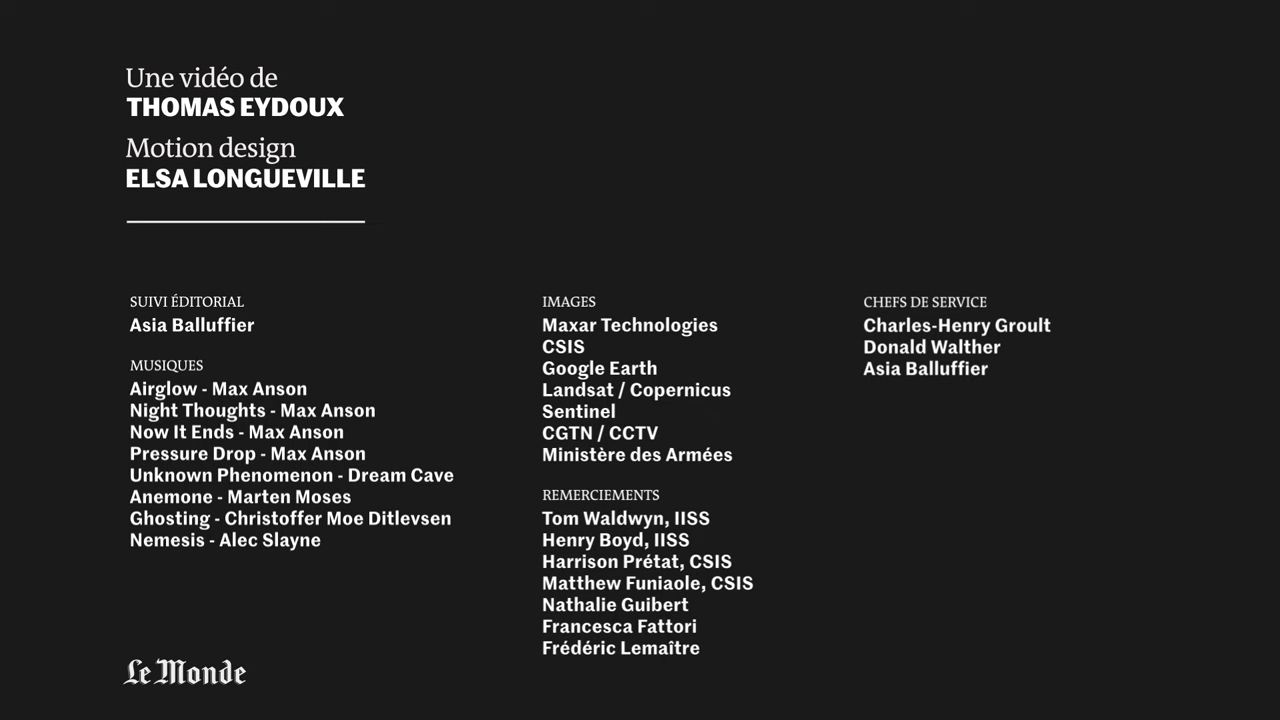 Une vidéo de
THOMAS EYDOUX
Motion design
ELSA LONGUEVILLE
SUIVI ÉDITORIAL
Asia Balluffier
MUSIQUES
Airglow - Max Anson
Night Thoughts - Max Anson
Now It Ends - Max Anson
Pressure Drop - Max Anson
Unknown Phenomenon - Dream Cave
Anemone - Marten Moses
Ghosting - Christoffer Moe Ditlevsen
Nemesis - Alec Slayne
IMAGES
Maxar Technologies
CSIS
Google Earth
Landsat / Copernicus
Sentinel
CGTN / CCTV
Ministère des Armées
REMERCIEMENTS
Tom Waldwyn, IISS
Henry Boyd, IISS
Harrison Prétat, CSIS
Matthew Funiaole, CSIS
Nathalie Guibert
Francesca Fattori
Frédéric Lemaître
CHEFS DE SERVICE
Charles-Henry Groult
Donald Walther
Asia Balluffier
Le Monde